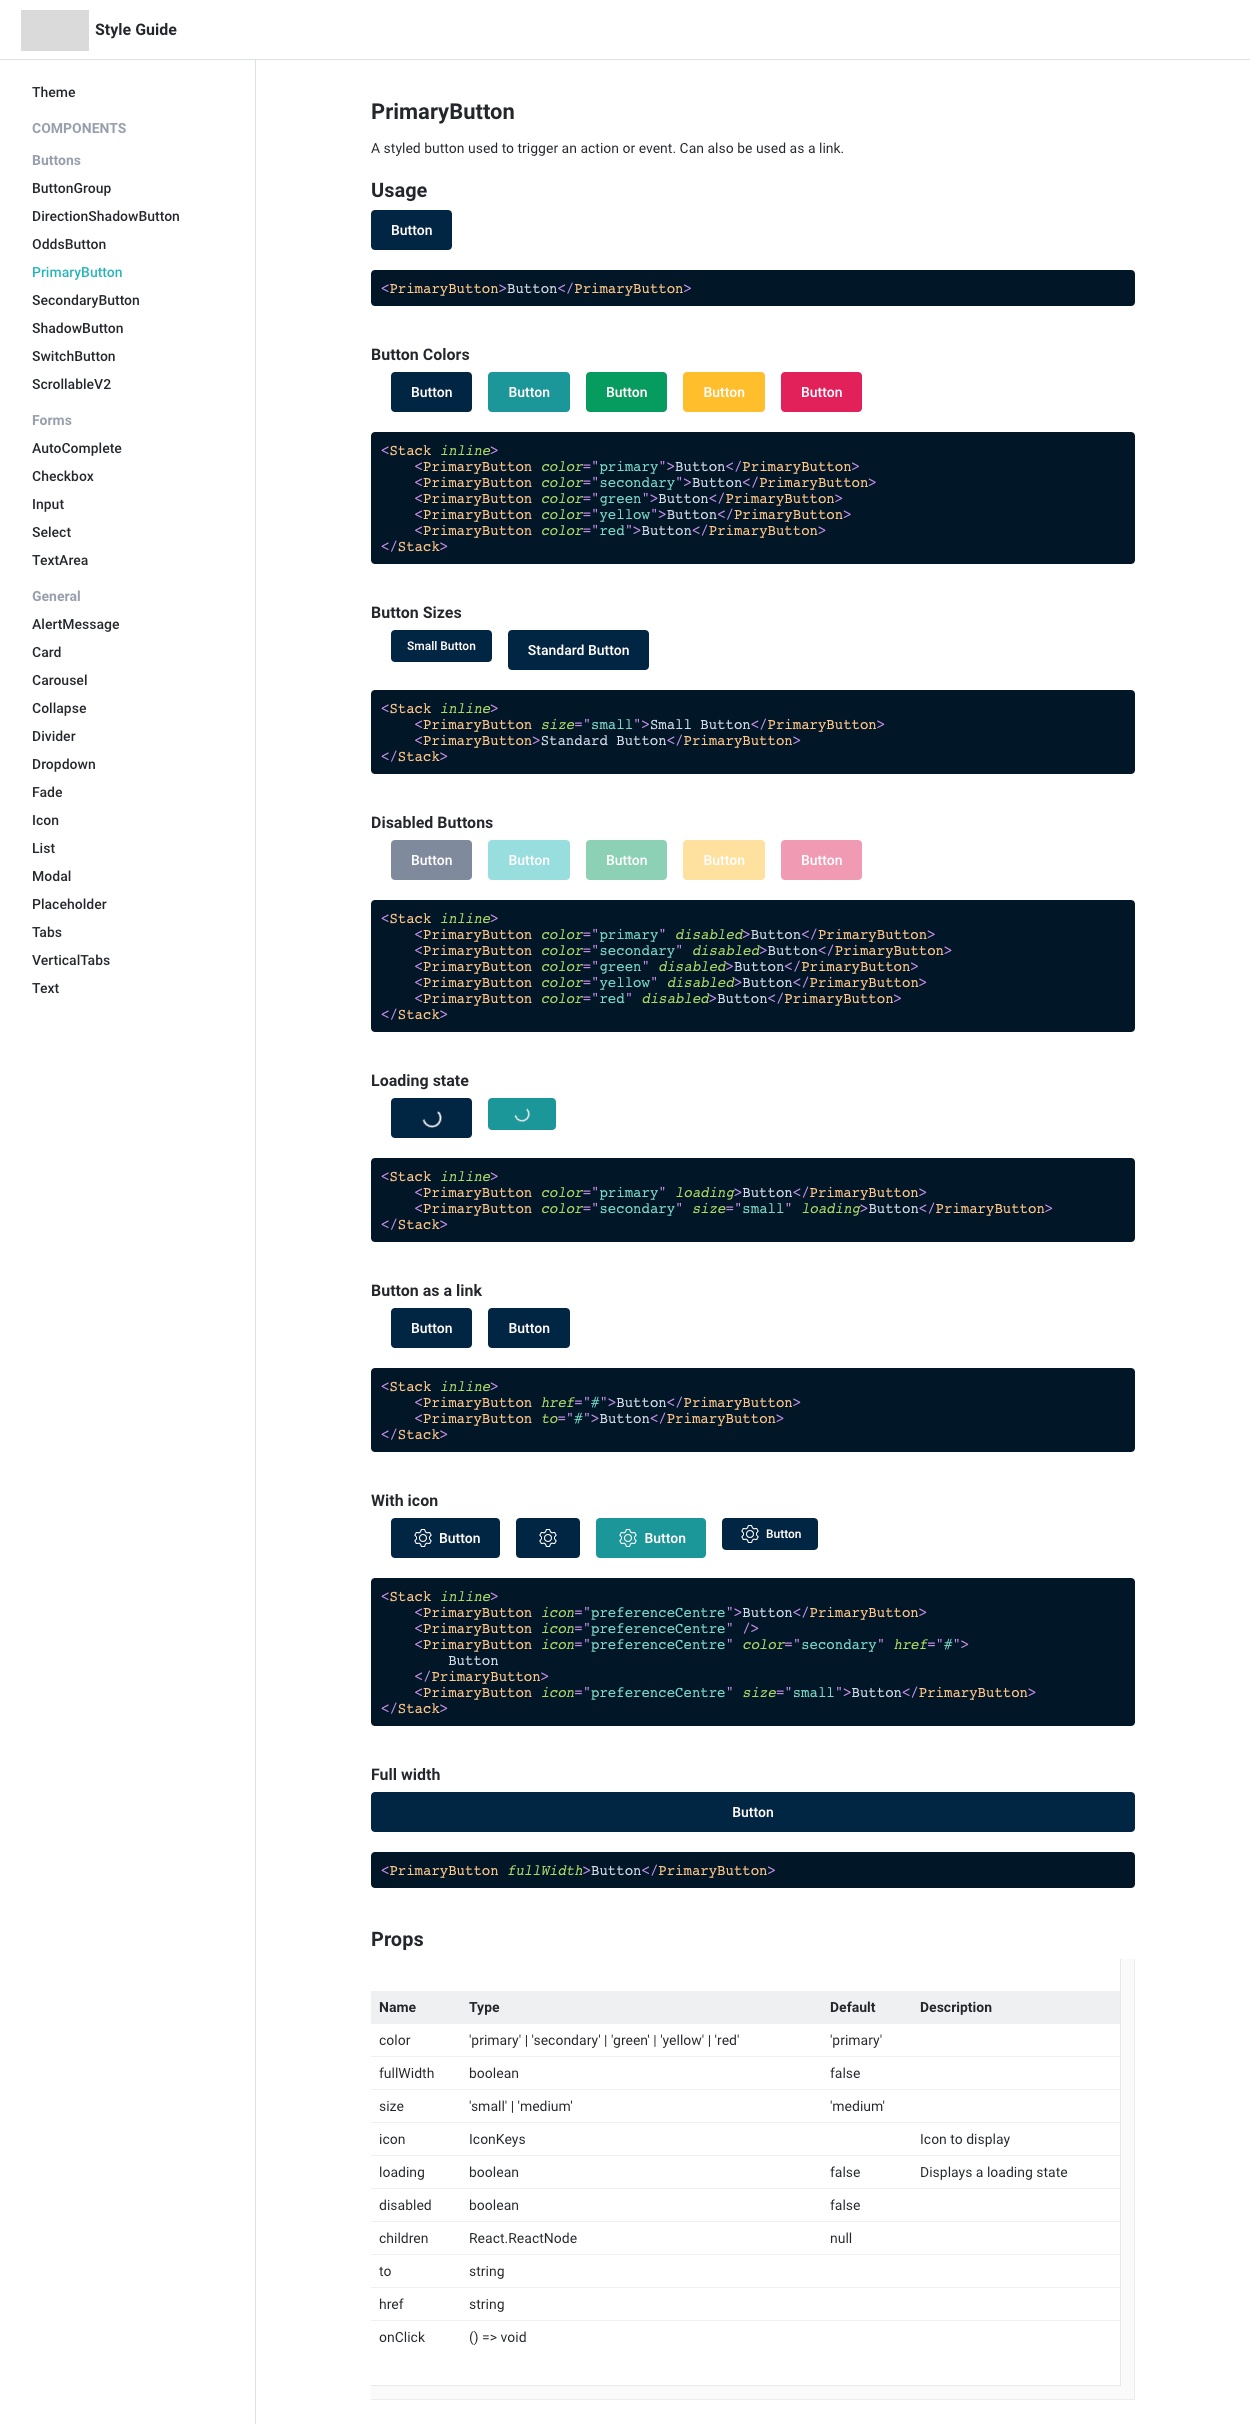 Style Guide
Theme
COMPONENTS
Buttons
ButtonGroup
DirectionShadowButton
OddsButton
PrimaryButton
SecondaryButton
ShadowButton
SwitchButton
ScrollableV2
Forms
AutoComplete
Checkbox
Input
Select
TextArea
General
AlertMessage
Card
Carousel
Collapse
Divider
Dropdown
Fade
Icon
List
Modal
Placeholder
Tabs
VerticalTabs
Text
PrimaryButton
A styled button used to trigger an action or event. Can also be used as a link.
Usage
Button
<PrimaryButton>Button</PrimaryButton>
Button Colors
Button Button Button Button Button
<Stack inline>
    <PrimaryButton color="primary">Button</PrimaryButton>
    <PrimaryButton color="secondary">Button</PrimaryButton>
    <PrimaryButton color="green">Button</PrimaryButton>
    <PrimaryButton color="yellow">Button</PrimaryButton>
    <PrimaryButton color="red">Button</PrimaryButton>
</Stack>
Button Sizes
Small Button Standard Button
<Stack inline>
    <PrimaryButton size="small">Small Button</PrimaryButton>
    <PrimaryButton>Standard Button</PrimaryButton>
</Stack>
Disabled Buttons
Button Button Button Button Button
<Stack inline>
    <PrimaryButton color="primary" disabled>Button</PrimaryButton>
    <PrimaryButton color="secondary" disabled>Button</PrimaryButton>
    <PrimaryButton color="green" disabled>Button</PrimaryButton>
    <PrimaryButton color="yellow" disabled>Button</PrimaryButton>
    <PrimaryButton color="red" disabled>Button</PrimaryButton>
</Stack>
Loading state
<Stack inline>
    <PrimaryButton color="primary" loading>Button</PrimaryButton>
    <PrimaryButton color="secondary" size="small" loading>Button</PrimaryButton>
</Stack>
Button as a link
Button Button
<Stack inline>
    <PrimaryButton href="#">Button</PrimaryButton>
    <PrimaryButton to="#">Button</PrimaryButton>
</Stack>
With icon
Button Button Button
<Stack inline>
    <PrimaryButton icon="preferenceCentre">Button</PrimaryButton>
    <PrimaryButton icon="preferenceCentre" />
    <PrimaryButton icon="preferenceCentre" color="secondary" href="#">
        Button
    </PrimaryButton>
    <PrimaryButton icon="preferenceCentre" size="small">Button</PrimaryButton>
</Stack>
Full width
Button
<PrimaryButton fullWidth>Button</PrimaryButton>
Props
Name Type Default Description
color 'primary' | 'secondary' | 'green' | 'yellow' | 'red' 'primary'
fullWidth boolean false
size 'small' | 'medium' 'medium'
icon IconKeys Icon to display
loading boolean false Displays a loading state
disabled boolean false
children React.ReactNode null
to string
href string
onClick () => void